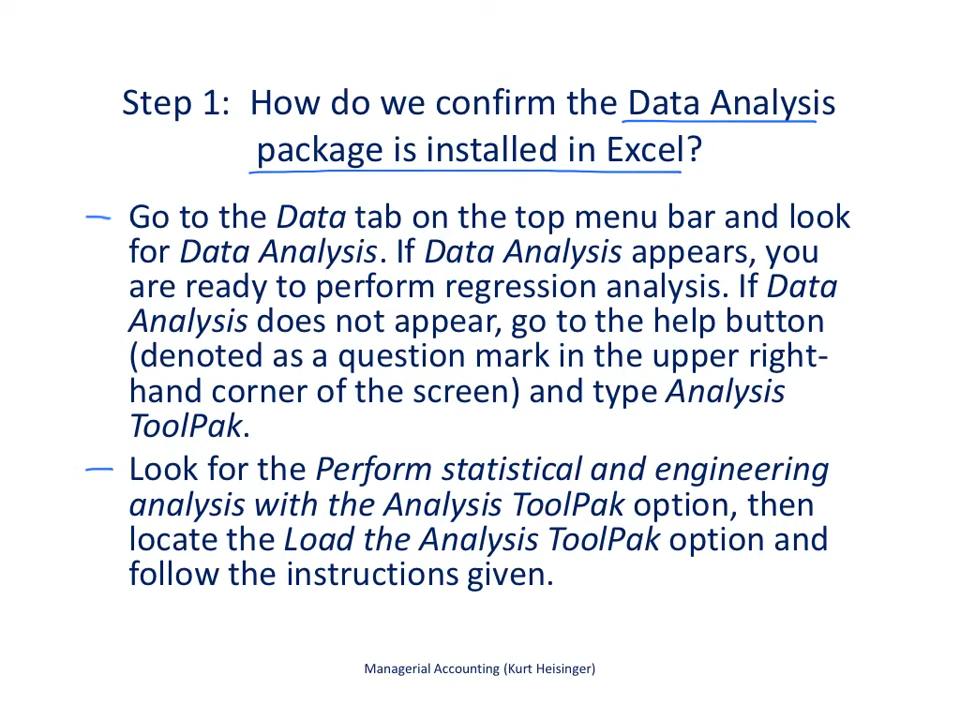 Step 1:  How do we confirm the Data Analysis
package is installed in Excel?
Go to the Data tab on the top menu bar and look
for Data Analysis. If Data Analysis appears, you
are ready to perform regression analysis. If Data
Analysis does not appear, go to the help button
(denoted as a question mark in the upper right-
hand corner of the screen) and type Analysis
ToolPak.
Look for the Perform statistical and engineering
analysis with the Analysis ToolPak option, then
locate the Load the Analysis ToolPak option and
follow the instructions given.
Managerial Accounting (Kurt Heisinger)